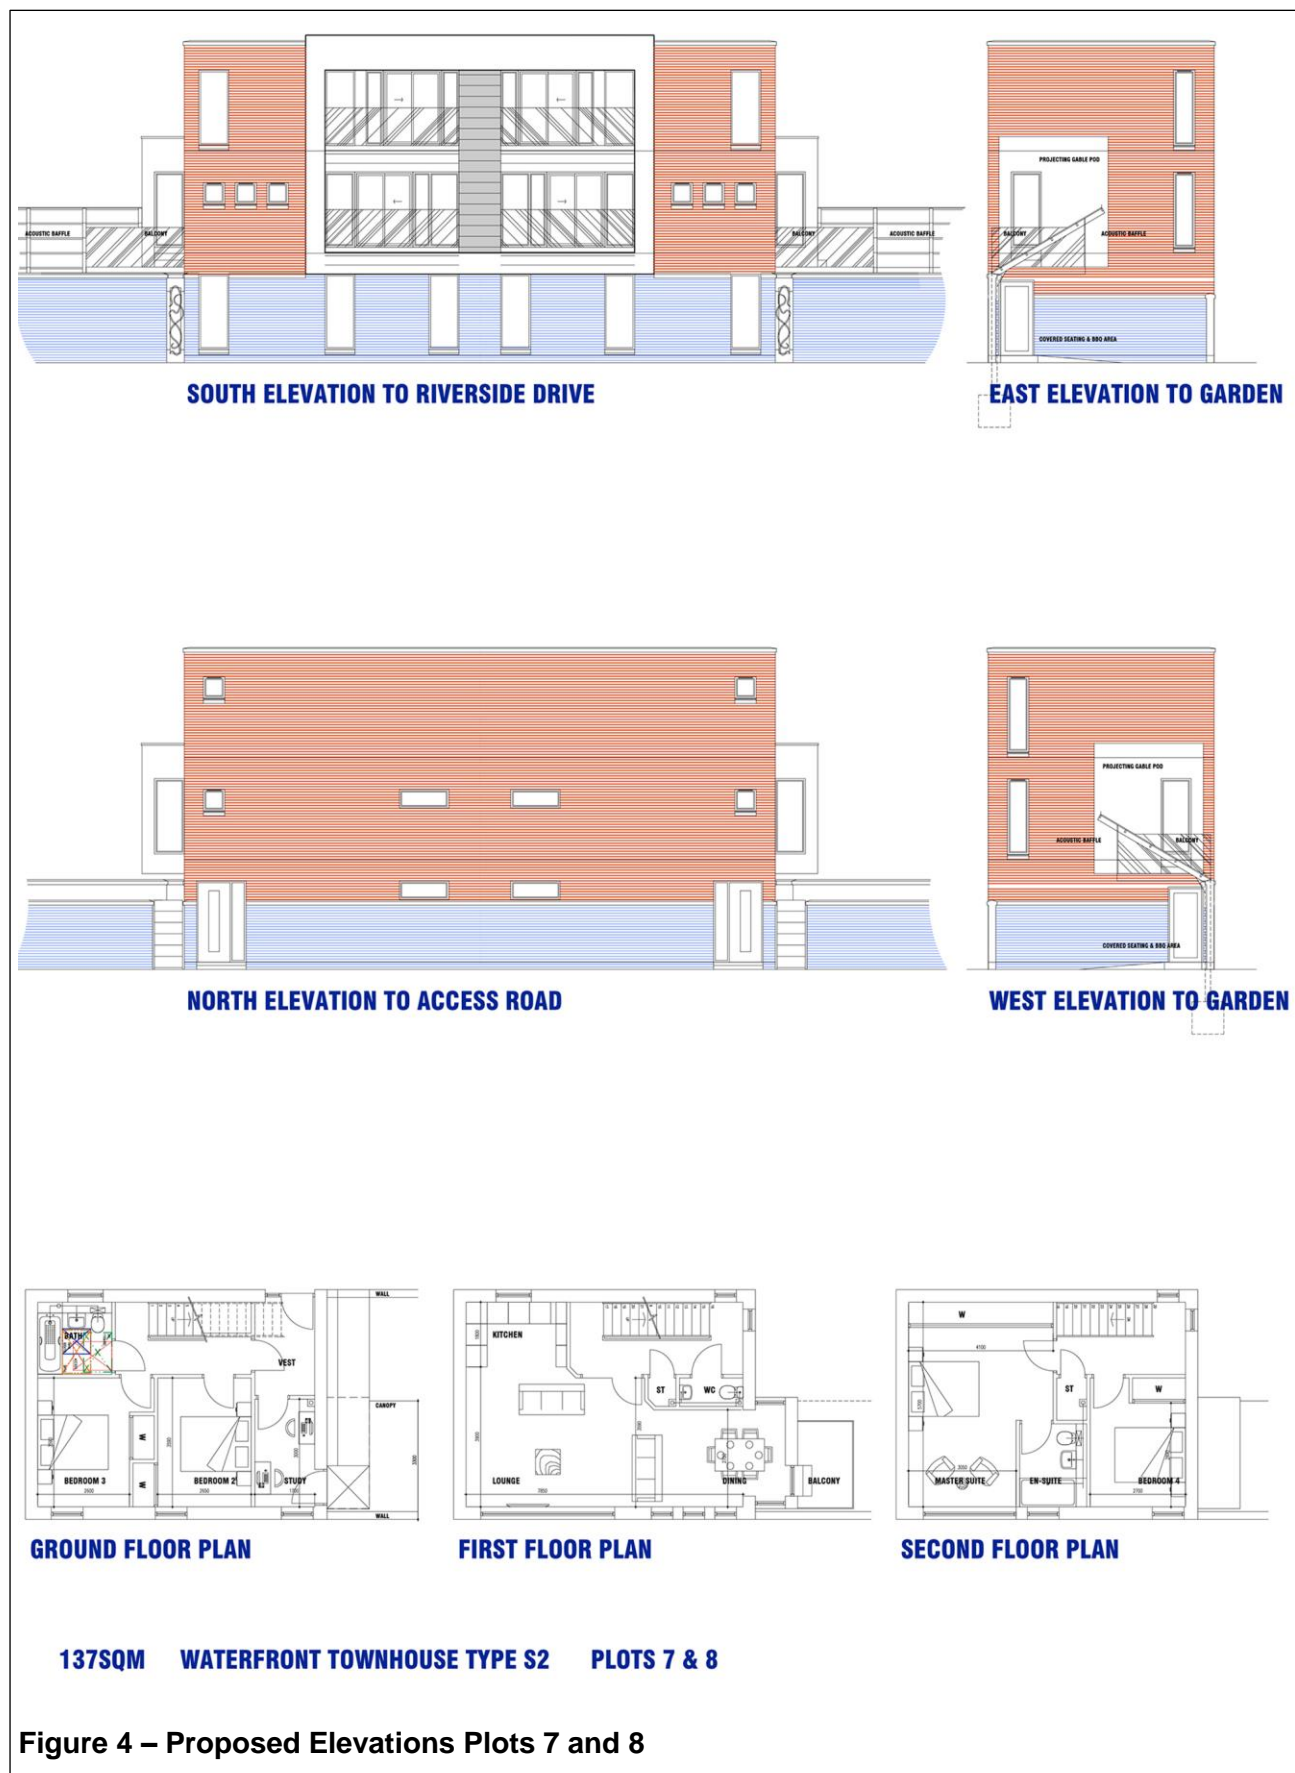 PROJECTING GABLE POD
ACOUSTIC BAFFLE
BALCONY
BALCONY
ACOUSTIC BAFFLE
BALCONY
ACOUSTIC BAFFLE
COVERED SEATING & BBQ AREA
SOUTH ELEVATION TO RIVERSIDE DRIVE
EAST ELEVATION TO GARDEN
PROJECTING GABLE POD
ACOUSTIC BAFFLE
BALCONY
COVERED SEATING & BBQ AREA
NORTH ELEVATION TO ACCESS ROAD
WEST ELEVATION TO GARDEN
WALL
BATH
VEST
CANOPY
W
W
BEDROOM 3
BEDROOM 2
STUDY
2500
WALL
KITCHEN
ST
WC
LOUNGE
DINING
BALCONY
7850
W
4100
ST
W
MASTER SUITE
EN-SUITE
BEDROOM 4
2700
GROUND FLOOR PLAN
FIRST FLOOR PLAN
SECOND FLOOR PLAN
137SQM WATERFRONT TOWNHOUSE TYPE S2 PLOTS 7 & 8
Figure 4 – Proposed Elevations Plots 7 and 8